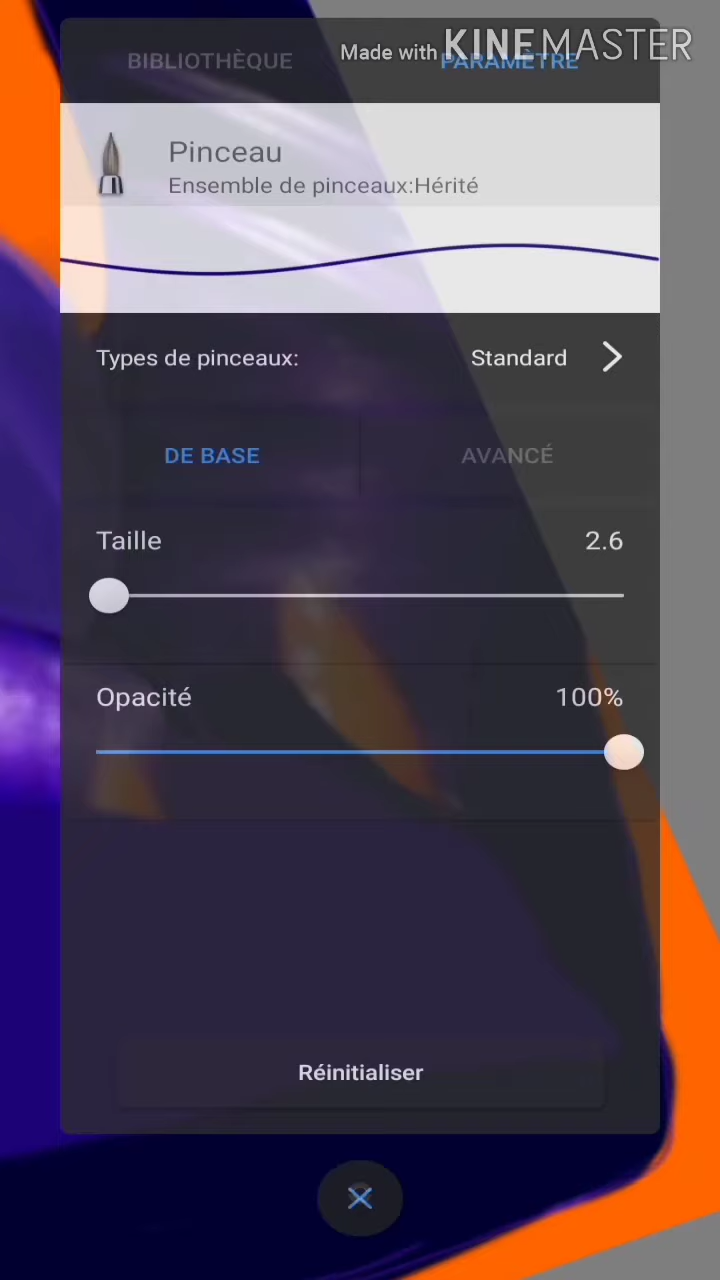 BIBLIOTHÈQUE
PARAMÈTRE
Made with KINEMASTER
Pinceau
Ensemble de pinceaux:Hérité
Types de pinceaux: Standard
DE BASE AVANCÉ
Taille 2.6
Opacité 100%
Réinitialiser